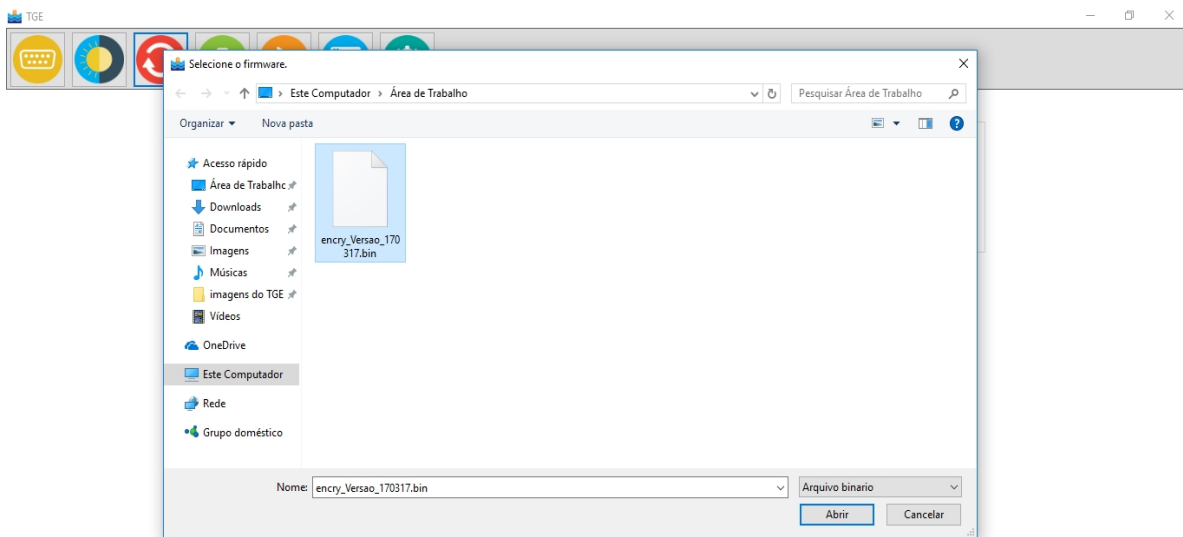 TGE
Selecione o firmware.
Este Computador › Área de Trabalho
Pesquisar Área de Trabalho
Organizar
Nova pasta
Acesso rápido
Área de Trabalhc
Downloads
Documentos
Imagens
Músicas
imagens do TGE
Vídeos
OneDrive
Este Computador
Rede
Grupo doméstico
encry_Versao_170
317.bin
Nome: encry_Versao_170317.bin
Arquivo binario
Abrir
Cancelar